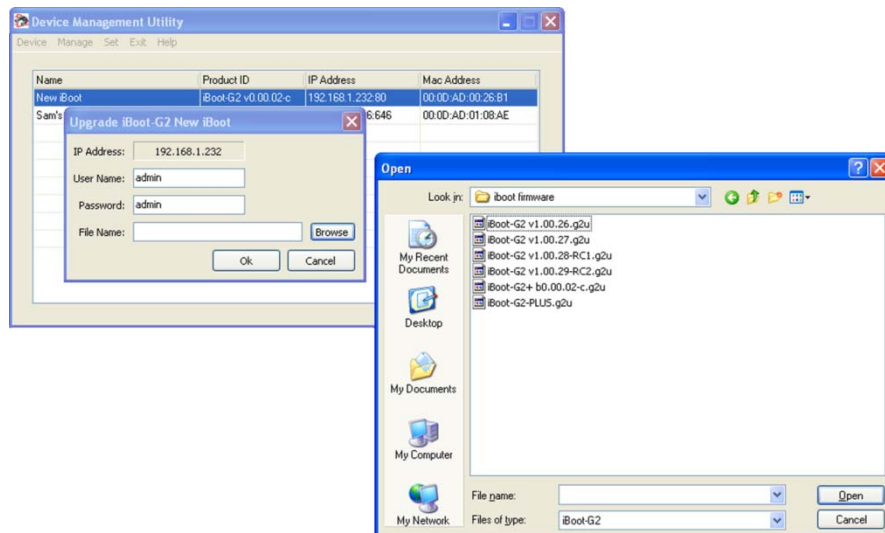 Device Management Utility
Device Manage Set Exit Help
Name Product ID IP Address Mac Address
New iBoot iBoot-G2 v0.00.02-c 192.168.1.232:80 00:0D:AD:00:26:B1
Sam's 6:646 00:0D:AD:01:08:AE
Upgrade iBoot-G2 New iBoot
IP Address: 192.168.1.232
User Name: admin
Password: admin
File Name: Browse
Ok Cancel
Open
Look in: iboot firmware
My Recent Documents
Desktop
My Documents
My Computer
My Network
iBoot-G2 v1.00.26.g2u
iBoot-G2 v1.00.27.g2u
iBoot-G2 v1.00.28-RC1.g2u
iBoot-G2 v1.00.29-RC2.g2u
iBoot-G2+ b0.00.02-c.g2u
iBoot-G2-PLUS.g2u
File name: Open
Files of type: iBoot-G2 Cancel